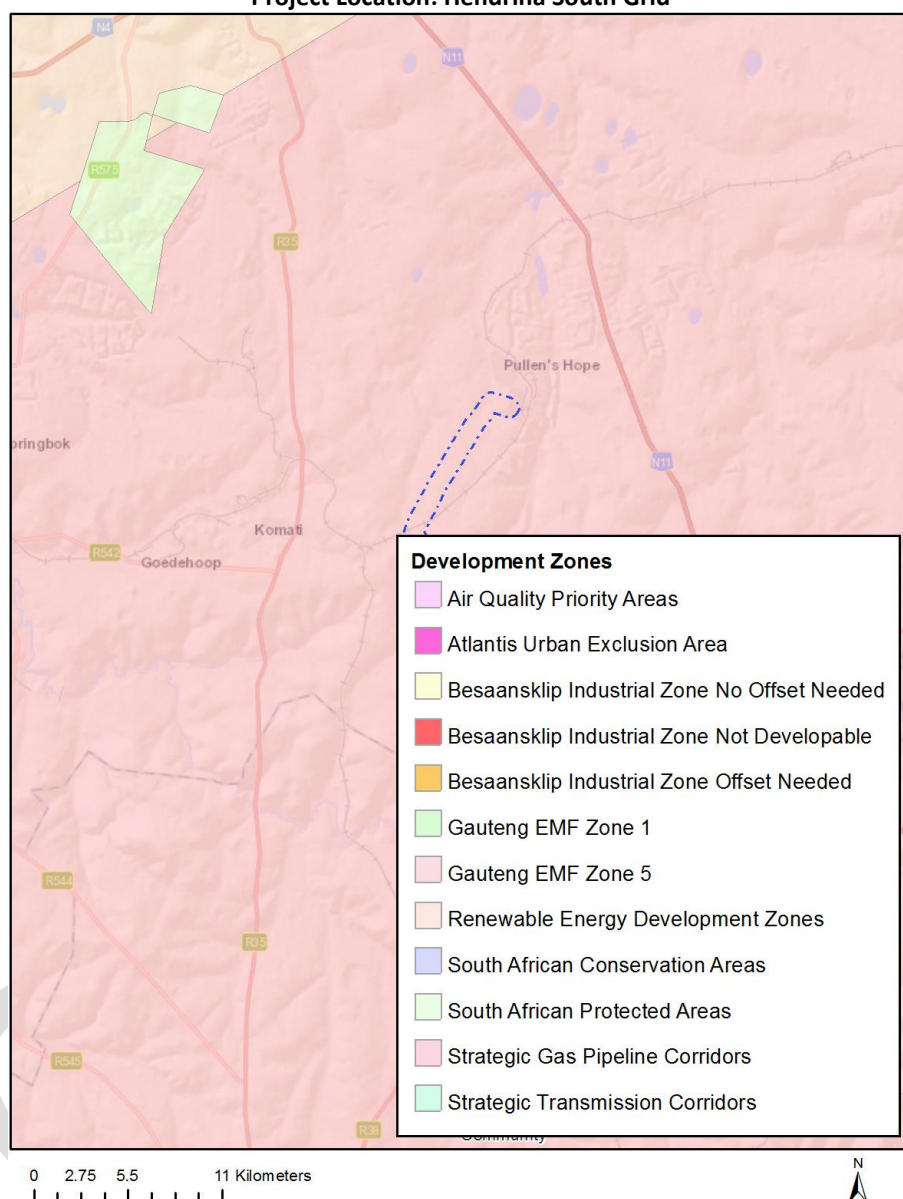 Project Location: Hendrina South Grid
N4
N11
R575
R35
Pullen's Hope
N11
pringbok
Komati
R542
Goedehoop
Development Zones
Air Quality Priority Areas
Atlantis Urban Exclusion Area
Besaansklip Industrial Zone No Offset Needed
Besaansklip Industrial Zone Not Developable
Besaansklip Industrial Zone Offset Needed
Gauteng EMF Zone 1
Gauteng EMF Zone 5
Renewable Energy Development Zones
South African Conservation Areas
South African Protected Areas
Strategic Gas Pipeline Corridors
Strategic Transmission Corridors
R544
R35
R545
R38
Community
0 2.75 5.5 11 Kilometers
N